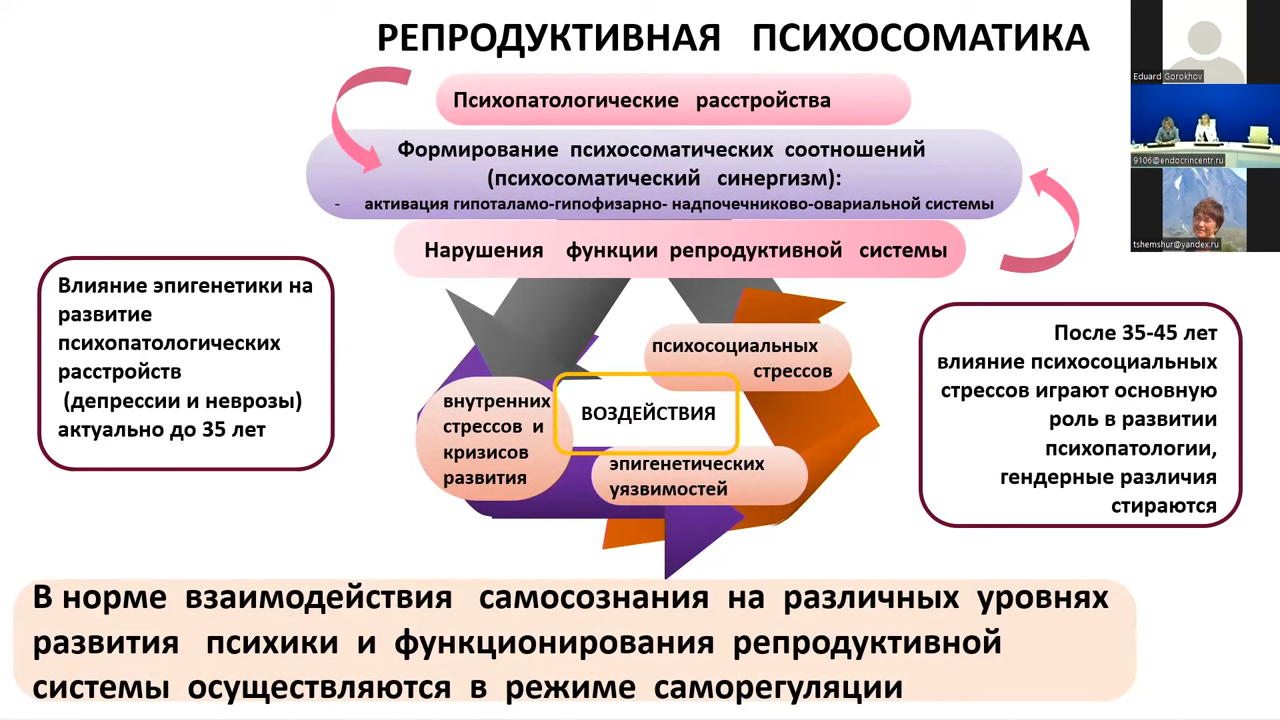 РЕПРОДУКТИВНАЯ ПСИХОСОМАТИКА
Психопатологические расстройства
Формирование психосоматических соотношений
(психосоматический синергизм):
- активация гипоталамо-гипофизарно- надпочечниково-овариальной системы
Нарушения функции репродуктивной системы
Влияние эпигенетики на
развитие
психопатологических
расстройств
(депрессии и неврозы)
актуально до 35 лет
психосоциальных
стрессов
ВОЗДЕЙСТВИЯ
внутренних
стрессов и
кризисов
развития
эпигенетических
уязвимостей
После 35-45 лет
влияние психосоциальных
стрессов играют основную
роль в развитии
психопатологии,
гендерные различия
стираются
В норме взаимодействия самосознания на различных уровнях
развития психики и функционирования репродуктивной
системы осуществляются в режиме саморегуляции
Eduard Gorokhov
9106@endocrincentr.ru
tshemshur@yandex.ru